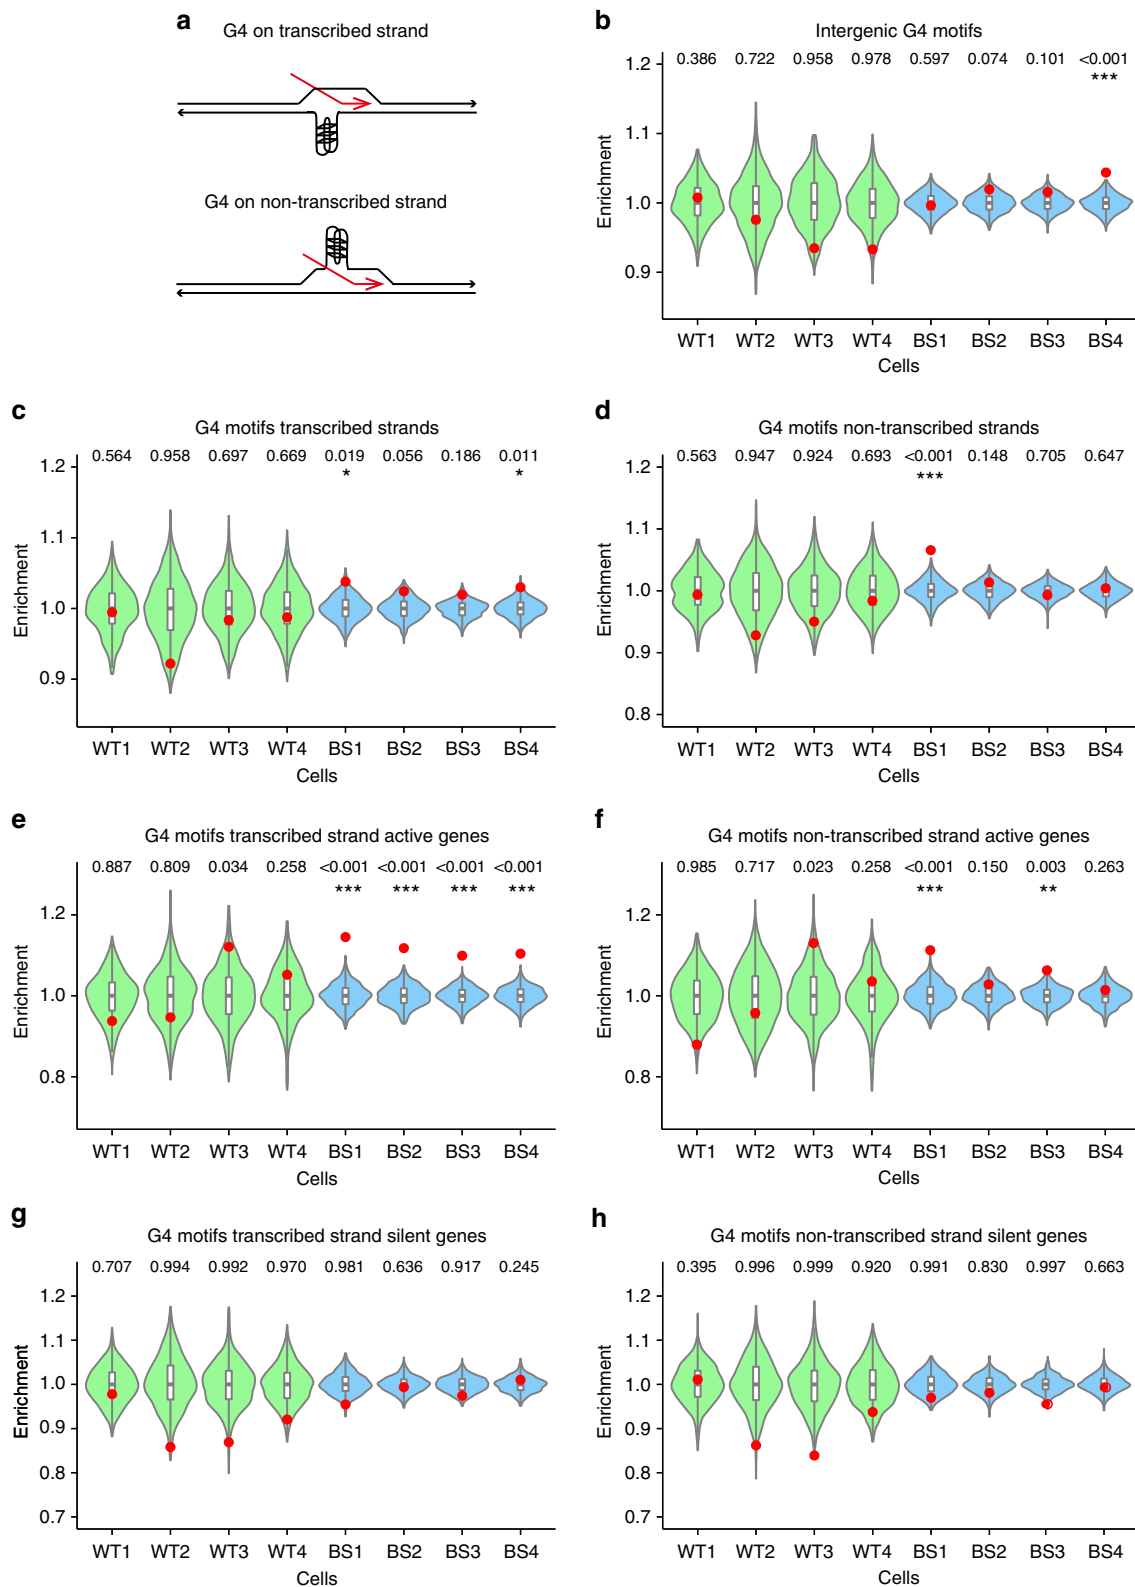 a
G4 on transcribed strand
G4 on non-transcribed strand
b
Intergenic G4 motifs
0.386 0.722 0.958 0.978 0.597 0.074 0.101 <0.001
***
1.2
1.1
1.0
0.9
Enrichment
WT1 WT2 WT3 WT4 BS1 BS2 BS3 BS4
Cells
c
G4 motifs transcribed strands
0.564 0.958 0.697 0.669 0.019 0.056 0.186 0.011
* *
1.2
1.1
1.0
0.9
Enrichment
WT1 WT2 WT3 WT4 BS1 BS2 BS3 BS4
Cells
d
G4 motifs non-transcribed strands
0.563 0.947 0.924 0.693 <0.001 0.148 0.705 0.647
***
1.2
1.1
1.0
0.9
0.8
Enrichment
WT1 WT2 WT3 WT4 BS1 BS2 BS3 BS4
Cells
e
G4 motifs transcribed strand active genes
0.887 0.809 0.034 0.258 <0.001 <0.001 <0.001 <0.001
*** *** *** ***
1.2
1.0
0.8
Enrichment
WT1 WT2 WT3 WT4 BS1 BS2 BS3 BS4
Cells
f
G4 motifs non-transcribed strand active genes
0.985 0.717 0.023 0.258 <0.001 0.150 0.003 0.263
*** **
1.2
1.0
0.8
Enrichment
WT1 WT2 WT3 WT4 BS1 BS2 BS3 BS4
Cells
g
G4 motifs transcribed strand silent genes
0.707 0.994 0.992 0.970 0.981 0.636 0.917 0.245
1.2
1.1
1.0
0.9
0.8
0.7
Enrichment
WT1 WT2 WT3 WT4 BS1 BS2 BS3 BS4
Cells
h
G4 motifs non-transcribed strand silent genes
0.395 0.996 0.999 0.920 0.991 0.830 0.997 0.663
1.2
1.1
1.0
0.9
0.8
0.7
Enrichment
WT1 WT2 WT3 WT4 BS1 BS2 BS3 BS4
Cells